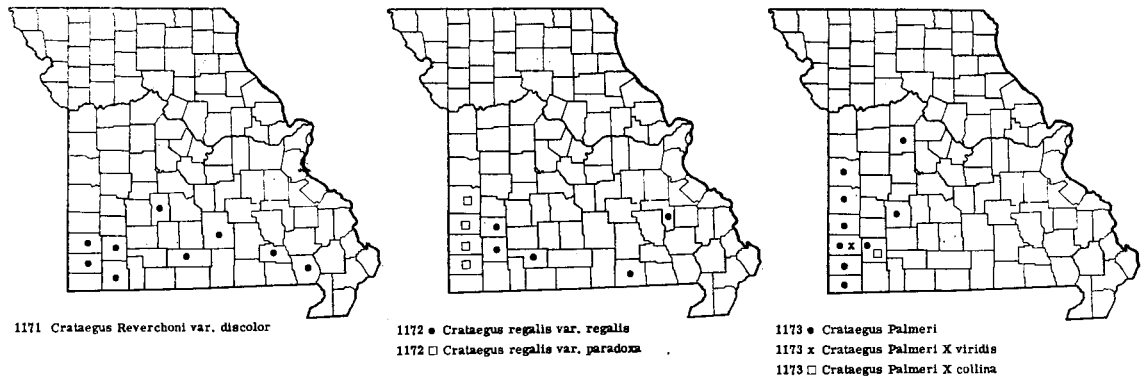 1171 Crataegus Reverchoni var. discolor
1172 ● Crataegus regalis var. regalis
1172 □ Crataegus regalis var. paradoxa
1173 ● Crataegus Palmeri
1173 x Crataegus Palmeri X viridis
1173 □ Crataegus Palmeri X collina